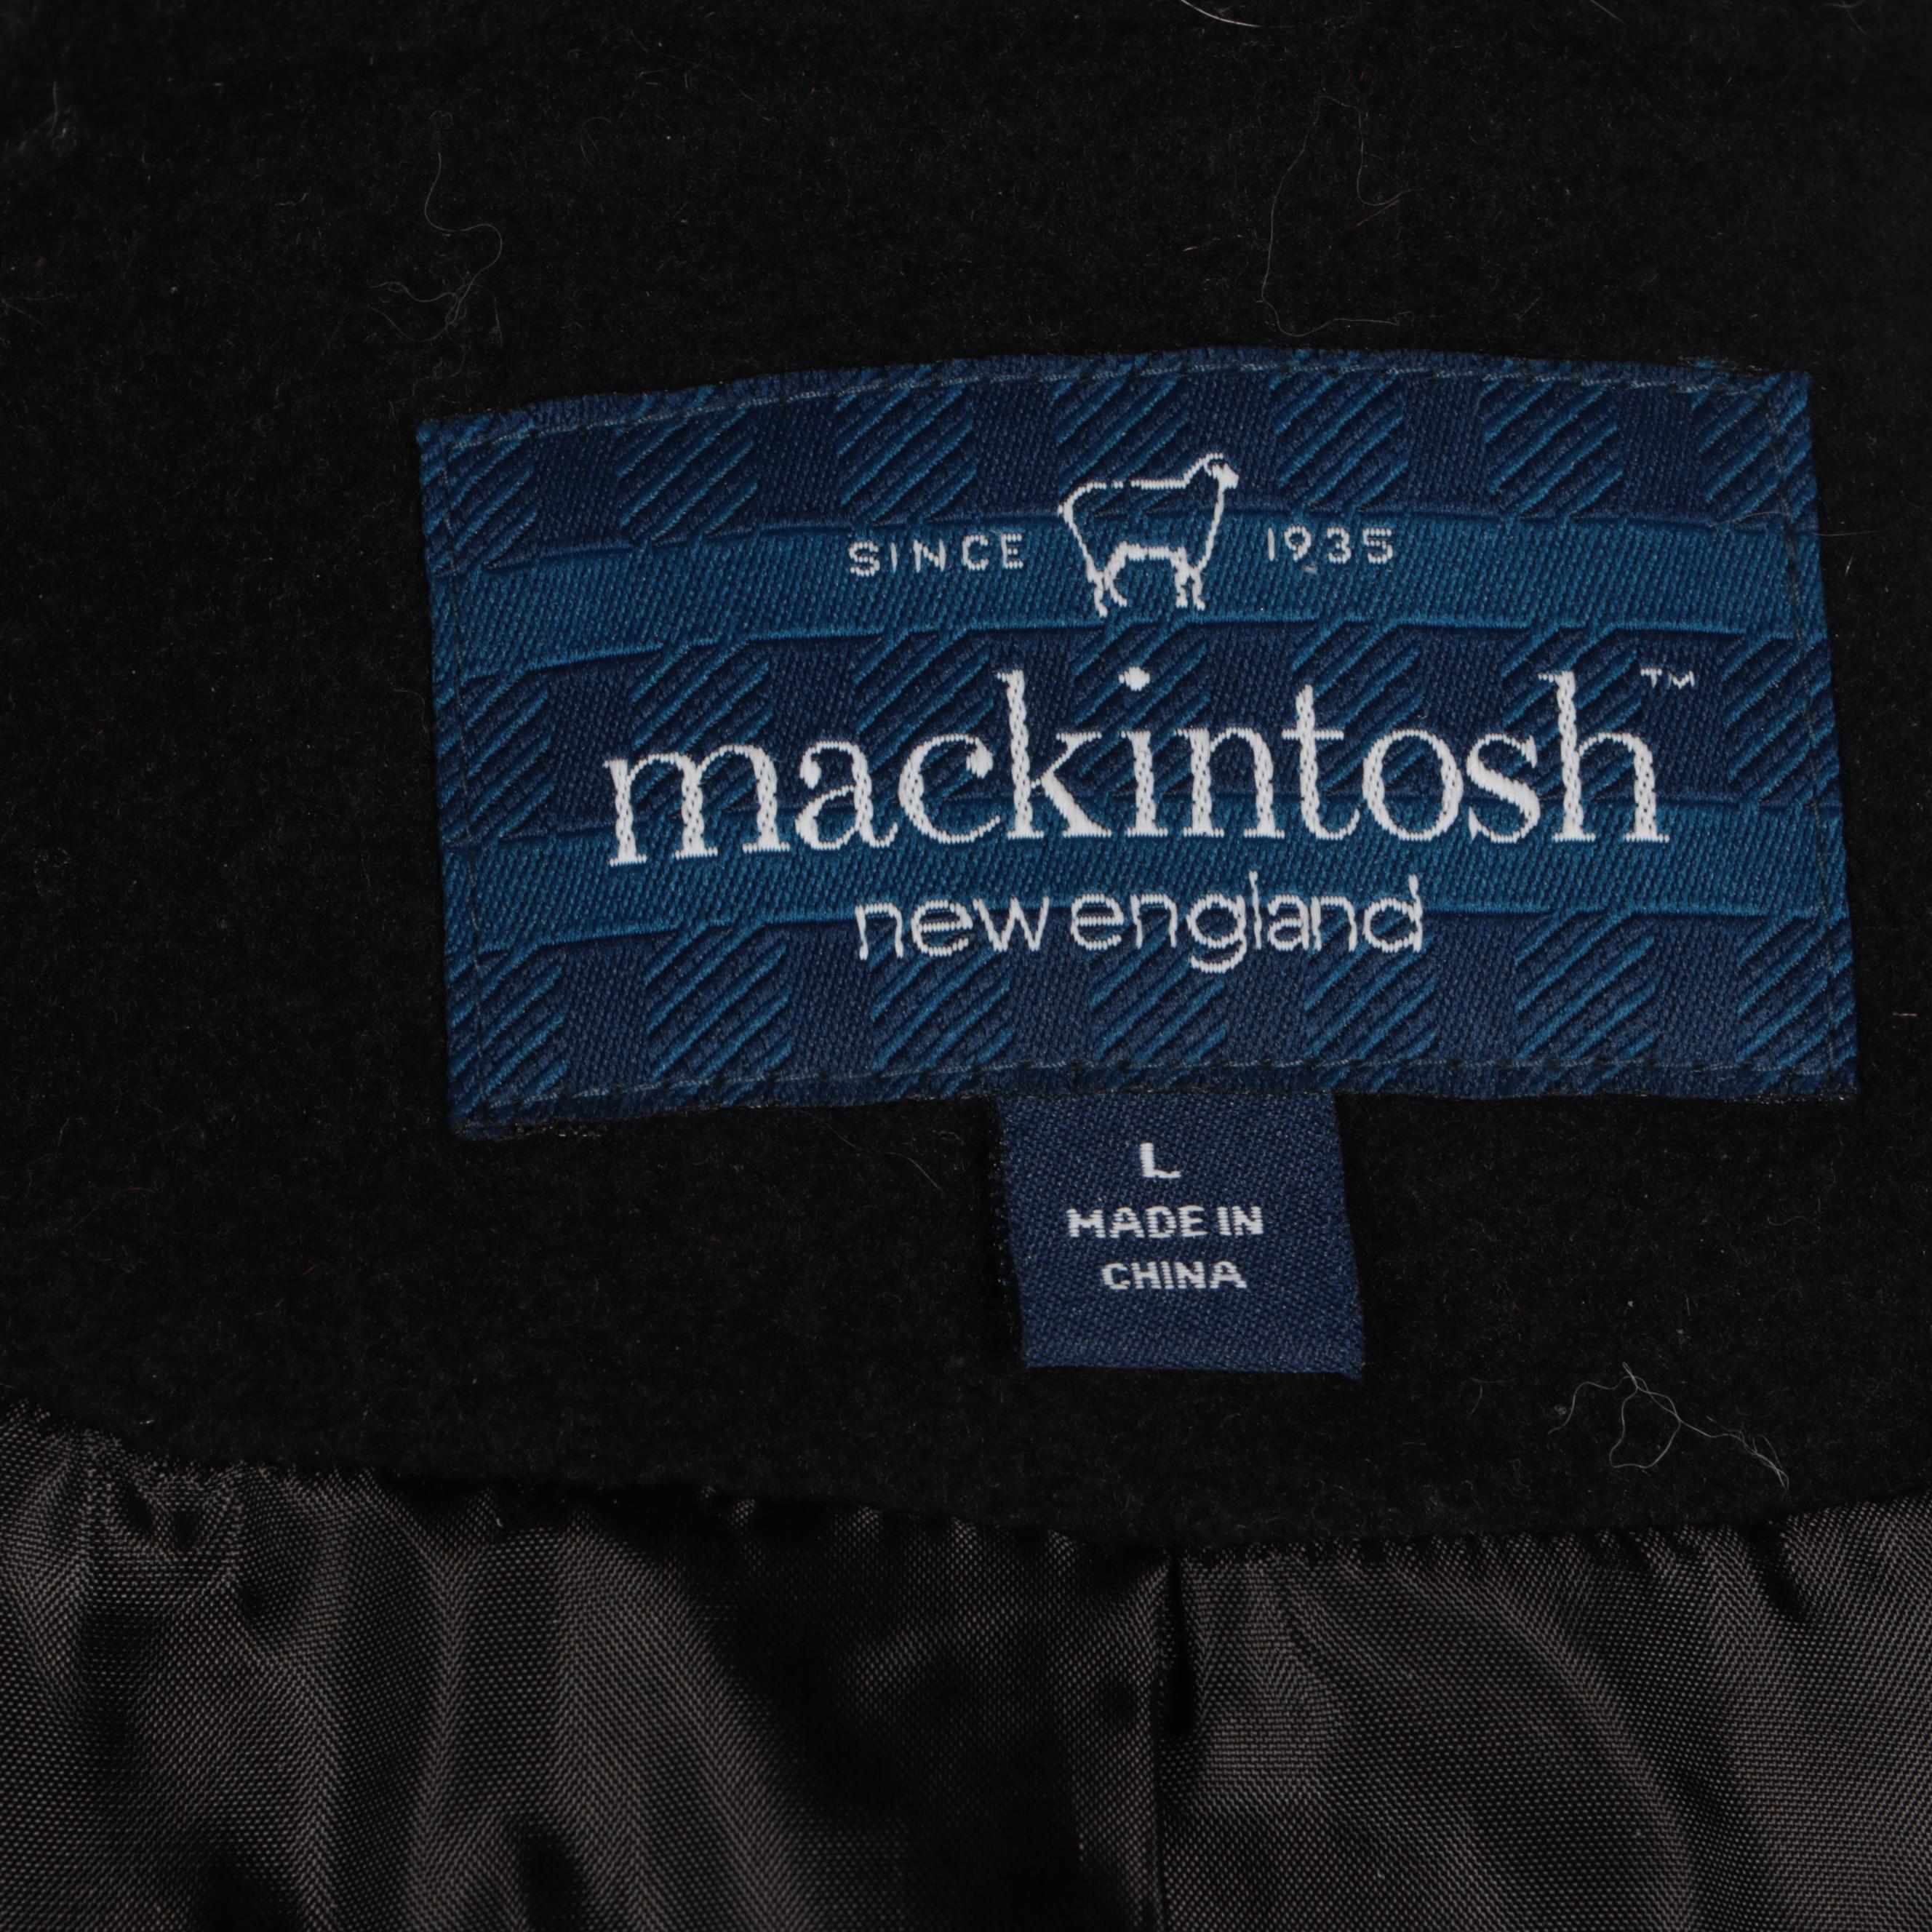 SINCE 1935
mackintosh™
new england
L
MADE IN
CHINA